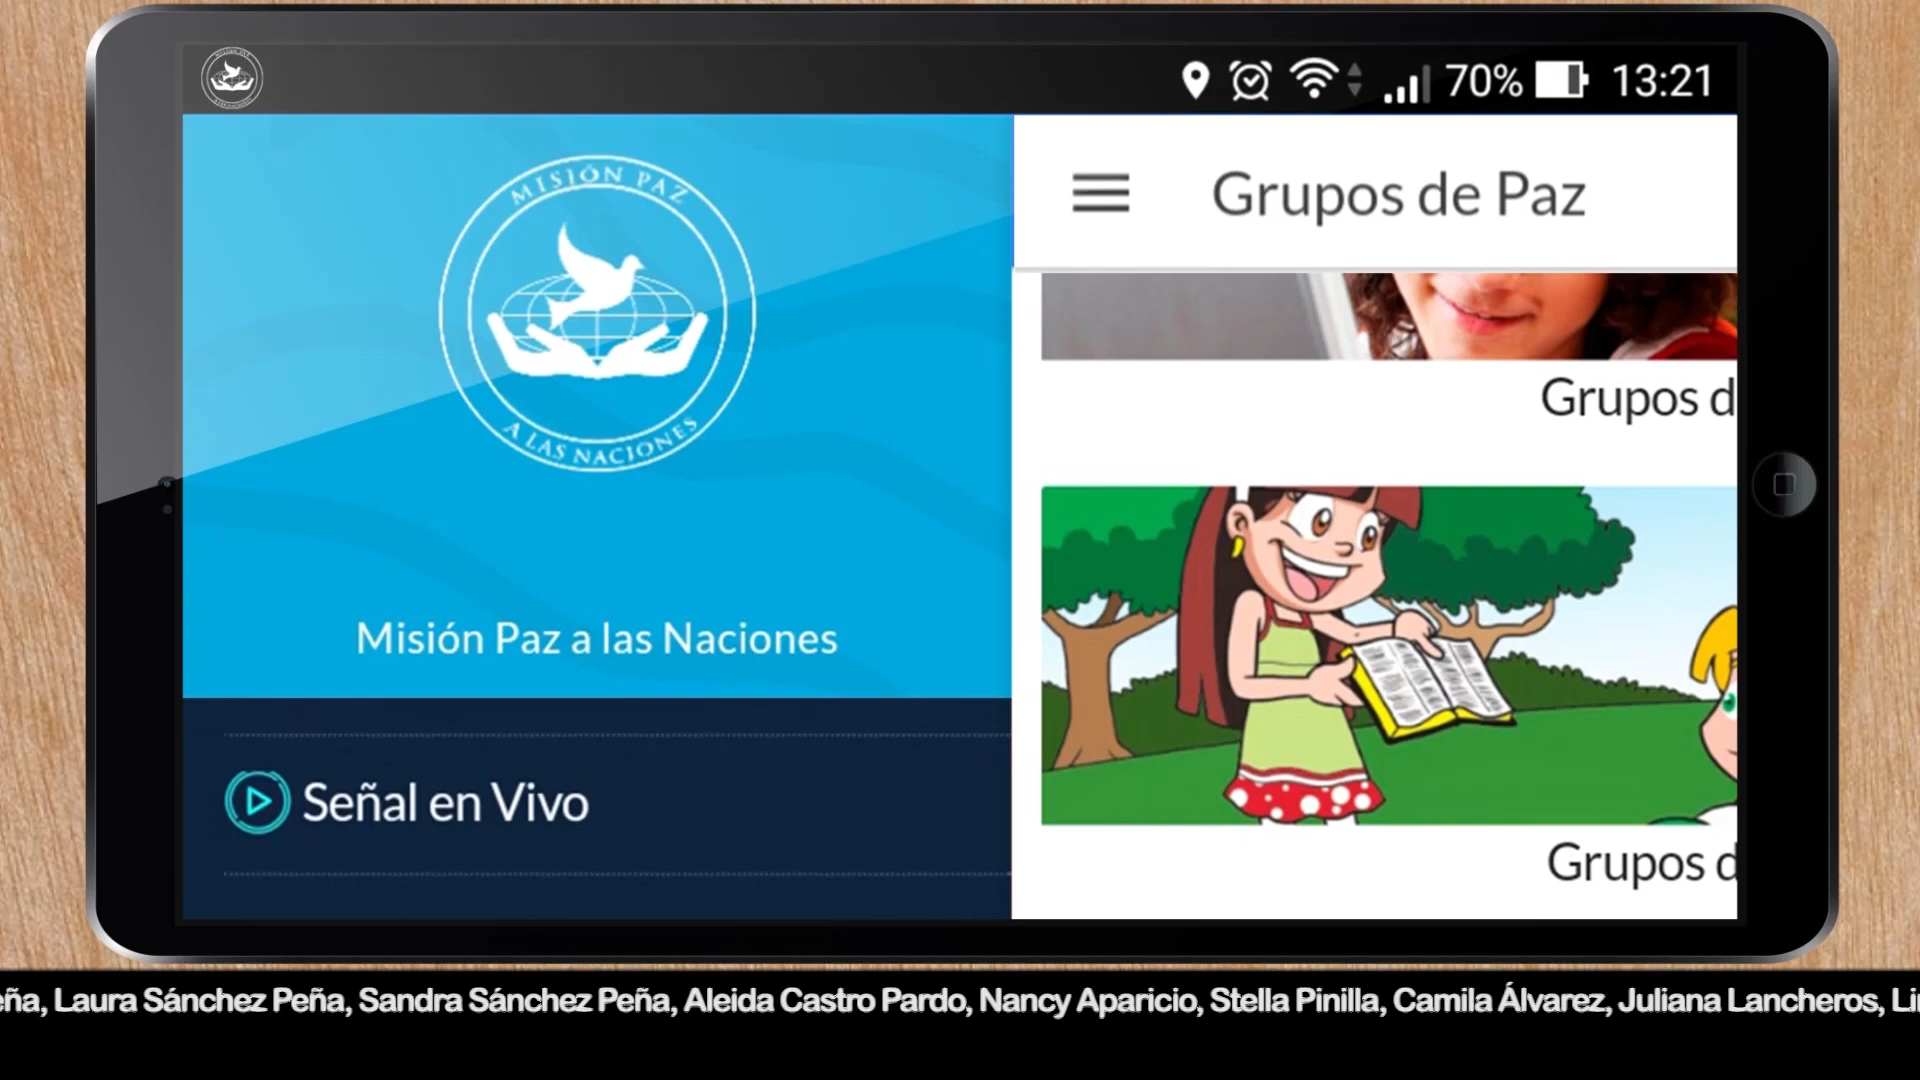 70% 13:21
MISIÓN PAZ
A LAS NACIONES
Misión Paz a las Naciones
Señal en Vivo
Grupos de Paz
Grupos d
Grupos d
eña, Laura Sánchez Peña, Sandra Sánchez Peña, Aleida Castro Pardo, Nancy Aparicio, Stella Pinilla, Camila Álvarez, Juliana Lancheros, Li